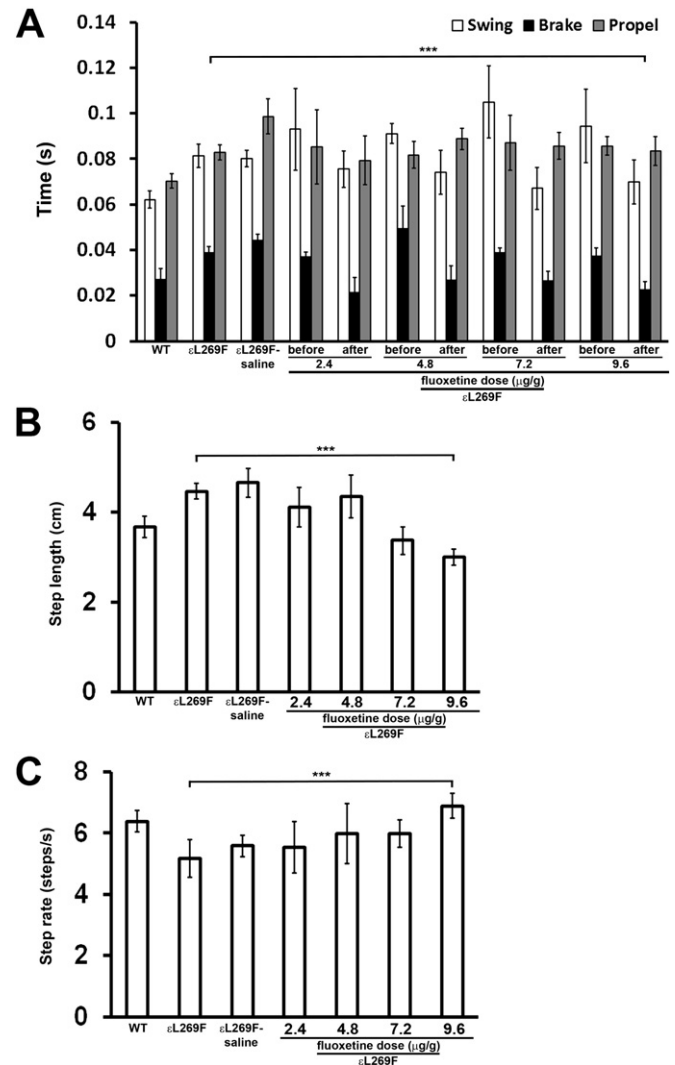 A
Swing Brake Propel
***
0.14
0.12
0.1
0.08
0.06
0.04
0.02
0
Time (s)
WT εL269F εL269F-saline before after before after before after before after
2.4 4.8 7.2 9.6
fluoxetine dose (μg/g)
εL269F
B
***
6
4
2
0
Step length (cm)
WT εL269F εL269F-saline 2.4 4.8 7.2 9.6
fluoxetine dose (μg/g)
εL269F
C
***
8
6
4
2
0
Step rate (steps/s)
WT εL269F εL269F-saline 2.4 4.8 7.2 9.6
fluoxetine dose (μg/g)
εL269F